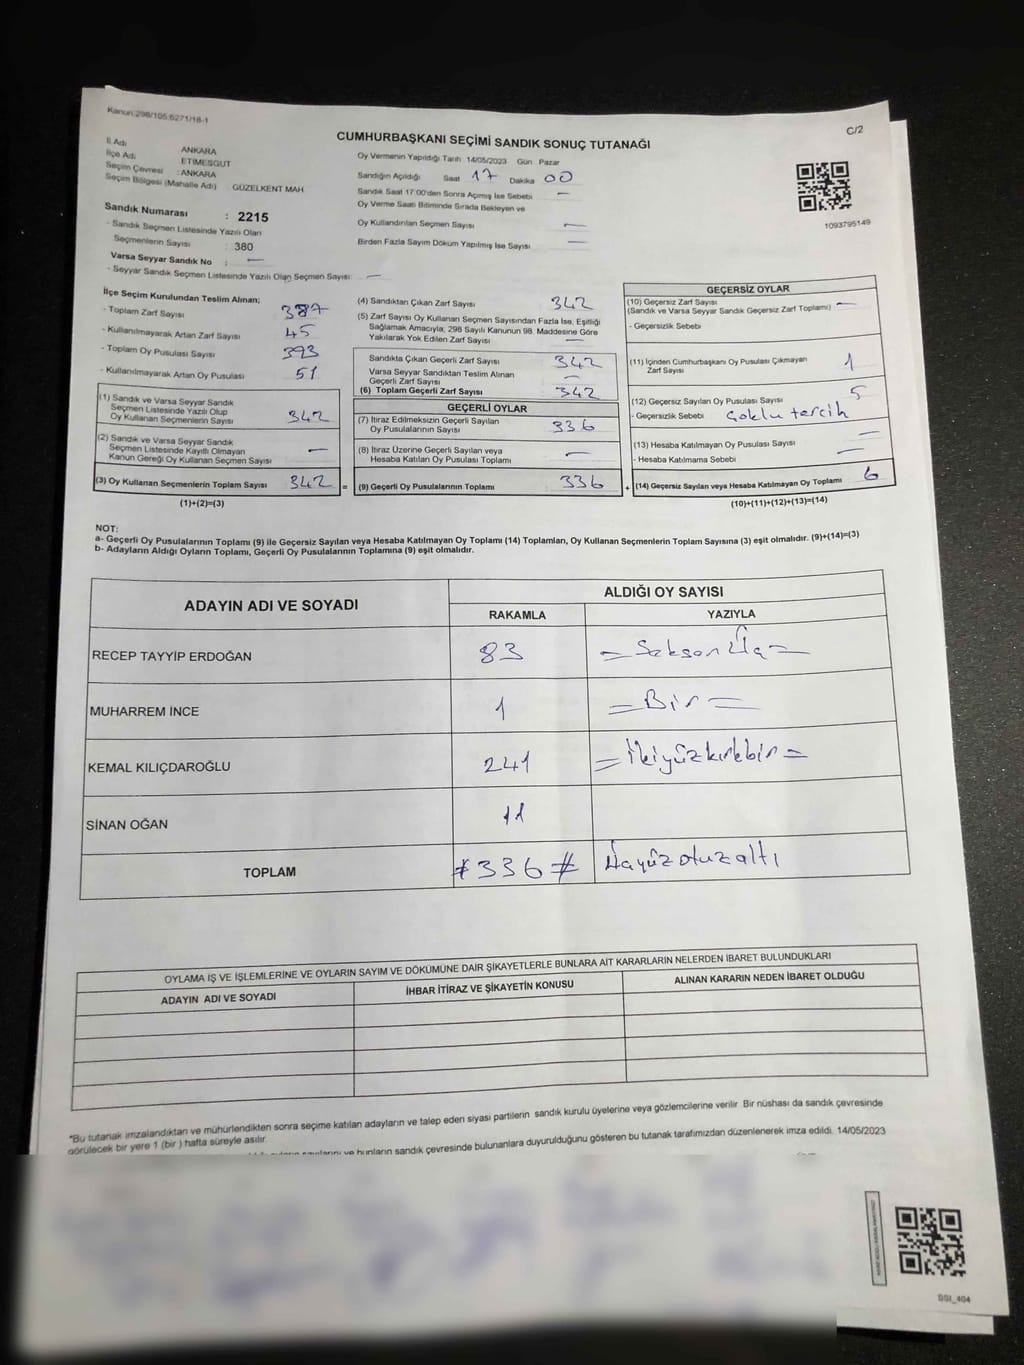 Kanun:298/105;6271/18-1
CUMHURBAŞKANI SEÇİMİ SANDIK SONUÇ TUTANAĞI
C/2
İl Adı : ANKARA
İlçe Adı : ETİMESGUT
Seçim Çevresi : ANKARA
Seçim Bölgesi (Mahalle Adı) GÜZELKENT MAH.
Oy Vermenin Yapıldığı Tarih 14/05/2023 Gün Pazar
Sandığın Açıldığı Saat 17 Dakika 00
Sandık Saat 17:00'den Sonra Açımış İse Sebebi —
Oy Verme Saati Bitiminde Sırada Bekleyen ve
Oy Kullandırılan Seçmen Sayısı —
Birden Fazla Sayım Döküm Yapılmış İse Sayısı —
1093795149
Sandık Numarası : 2215
- Sandık Seçmen Listesinde Yazılı Olan
Seçmenlerin Sayısı : 380
Varsa Seyyar Sandık No : —
- Seyyar Sandık Seçmen Listesinde Yazılı Olan Seçmen Sayısı: —
İlçe Seçim Kurulundan Teslim Alınan;
- Toplam Zarf Sayısı 387
- Kullanılmayarak Artan Zarf Sayısı 45
- Toplam Oy Pusulası Sayısı 393
- Kullanılmayarak Artan Oy Pusulası 51
(1) Sandık ve Varsa Seyyar Sandık
Seçmen Listesinde Yazılı Olup
Oy Kullanan Seçmenlerin Sayısı 342
(2) Sandık ve Varsa Seyyar Sandık
Seçmen Listesinde Kayıtlı Olmayan
Kanun Gereği Oy Kullanan Seçmen Sayısı —
(3) Oy Kullanan Seçmenlerin Toplam Sayısı 342 =
(1)+(2)=(3)
(4) Sandıktan Çıkan Zarf Sayısı 342
(5) Zarf Sayısı Oy Kullanan Seçmen Sayısından Fazla İse, Eşitliği
Sağlamak Amacıyla; 298 Sayılı Kanunun 98. Maddesine Göre
Yakılarak Yok Edilen Zarf Sayısı —
Sandıkta Çıkan Geçerli Zarf Sayısı 342
Varsa Seyyar Sandıktan Teslim Alınan
Geçerli Zarf Sayısı —
(6) Toplam Geçerli Zarf Sayısı 342
GEÇERLİ OYLAR
(7) İtiraz Edilmeksizin Geçerli Sayılan
Oy Pusulalarının Sayısı 336
(8) İtiraz Üzerine Geçerli Sayılan veya
Hesaba Katılan Oy Pusulası Toplamı —
(9) Geçerli Oy Pusulalarının Toplamı 336 +
GEÇERSİZ OYLAR
(10) Geçersiz Zarf Sayısı —
(Sandık ve Varsa Seyyar Sandık Geçersiz Zarf Toplamı)
- Geçersizlik Sebebi
(11) İçinden Cumhurbaşkanı Oy Pusulası Çıkmayan
Zarf Sayısı 1
(12) Geçersiz Sayılan Oy Pusulası Sayısı 5
- Geçersizlik Sebebi çoklu tercih
(13) Hesaba Katılmayan Oy Pusulası Sayısı —
- Hesaba Katılmama Sebebi —
(14) Geçersiz Sayılan veya Hesaba Katılmayan Oy Toplamı 6
(10)+(11)+(12)+(13)=(14)
NOT:
a- Geçerli Oy Pusulalarının Toplamı (9) ile Geçersiz Sayılan veya Hesaba Katılmayan Oy Toplamı (14) Toplamları, Oy Kullanan Seçmenlerin Toplam Sayısına (3) eşit olmalıdır. (9)+(14)=(3)
b- Adayların Aldığı Oyların Toplamı, Geçerli Oy Pusulalarının Toplamına (9) eşit olmalıdır.
ADAYIN ADI VE SOYADI
ALDIĞI OY SAYISI
RAKAMLA YAZIYLA
RECEP TAYYİP ERDOĞAN 83 = Seksen Üç =
MUHARREM İNCE 1 = Bir =
KEMAL KILIÇDAROĞLU 241 = İkiyüzkırkbir =
SİNAN OĞAN 11
TOPLAM # 336 # Üçyüzotuzaltı
OYLAMA İŞ VE İŞLEMLERİNE VE OYLARIN SAYIM VE DÖKÜMÜNE DAİR ŞİKAYETLERLE BUNLARA AİT KARARLARIN NELERDEN İBARET BULUNDUKLARI
ADAYIN ADI VE SOYADI İHBAR İTİRAZ VE ŞİKAYETİN KONUSU ALINAN KARARIN NEDEN İBARET OLDUĞU
"Bu tutanak imzalandıktan ve mühürlendikten sonra seçime katılan adayların ve talep eden siyasi partilerin sandık kurulu üyelerine veya gözlemcilerine verilir. Bir nüshası da sandık çevresinde
görülecek bir yere 1 (bir ) hafta süreyle asılır.
ve bunların sandık çevresinde bulunanlara duyurulduğunu gösteren bu tutanak tarafımızdan düzenlenerek imza edildi. 14/05/2023
SSI_404